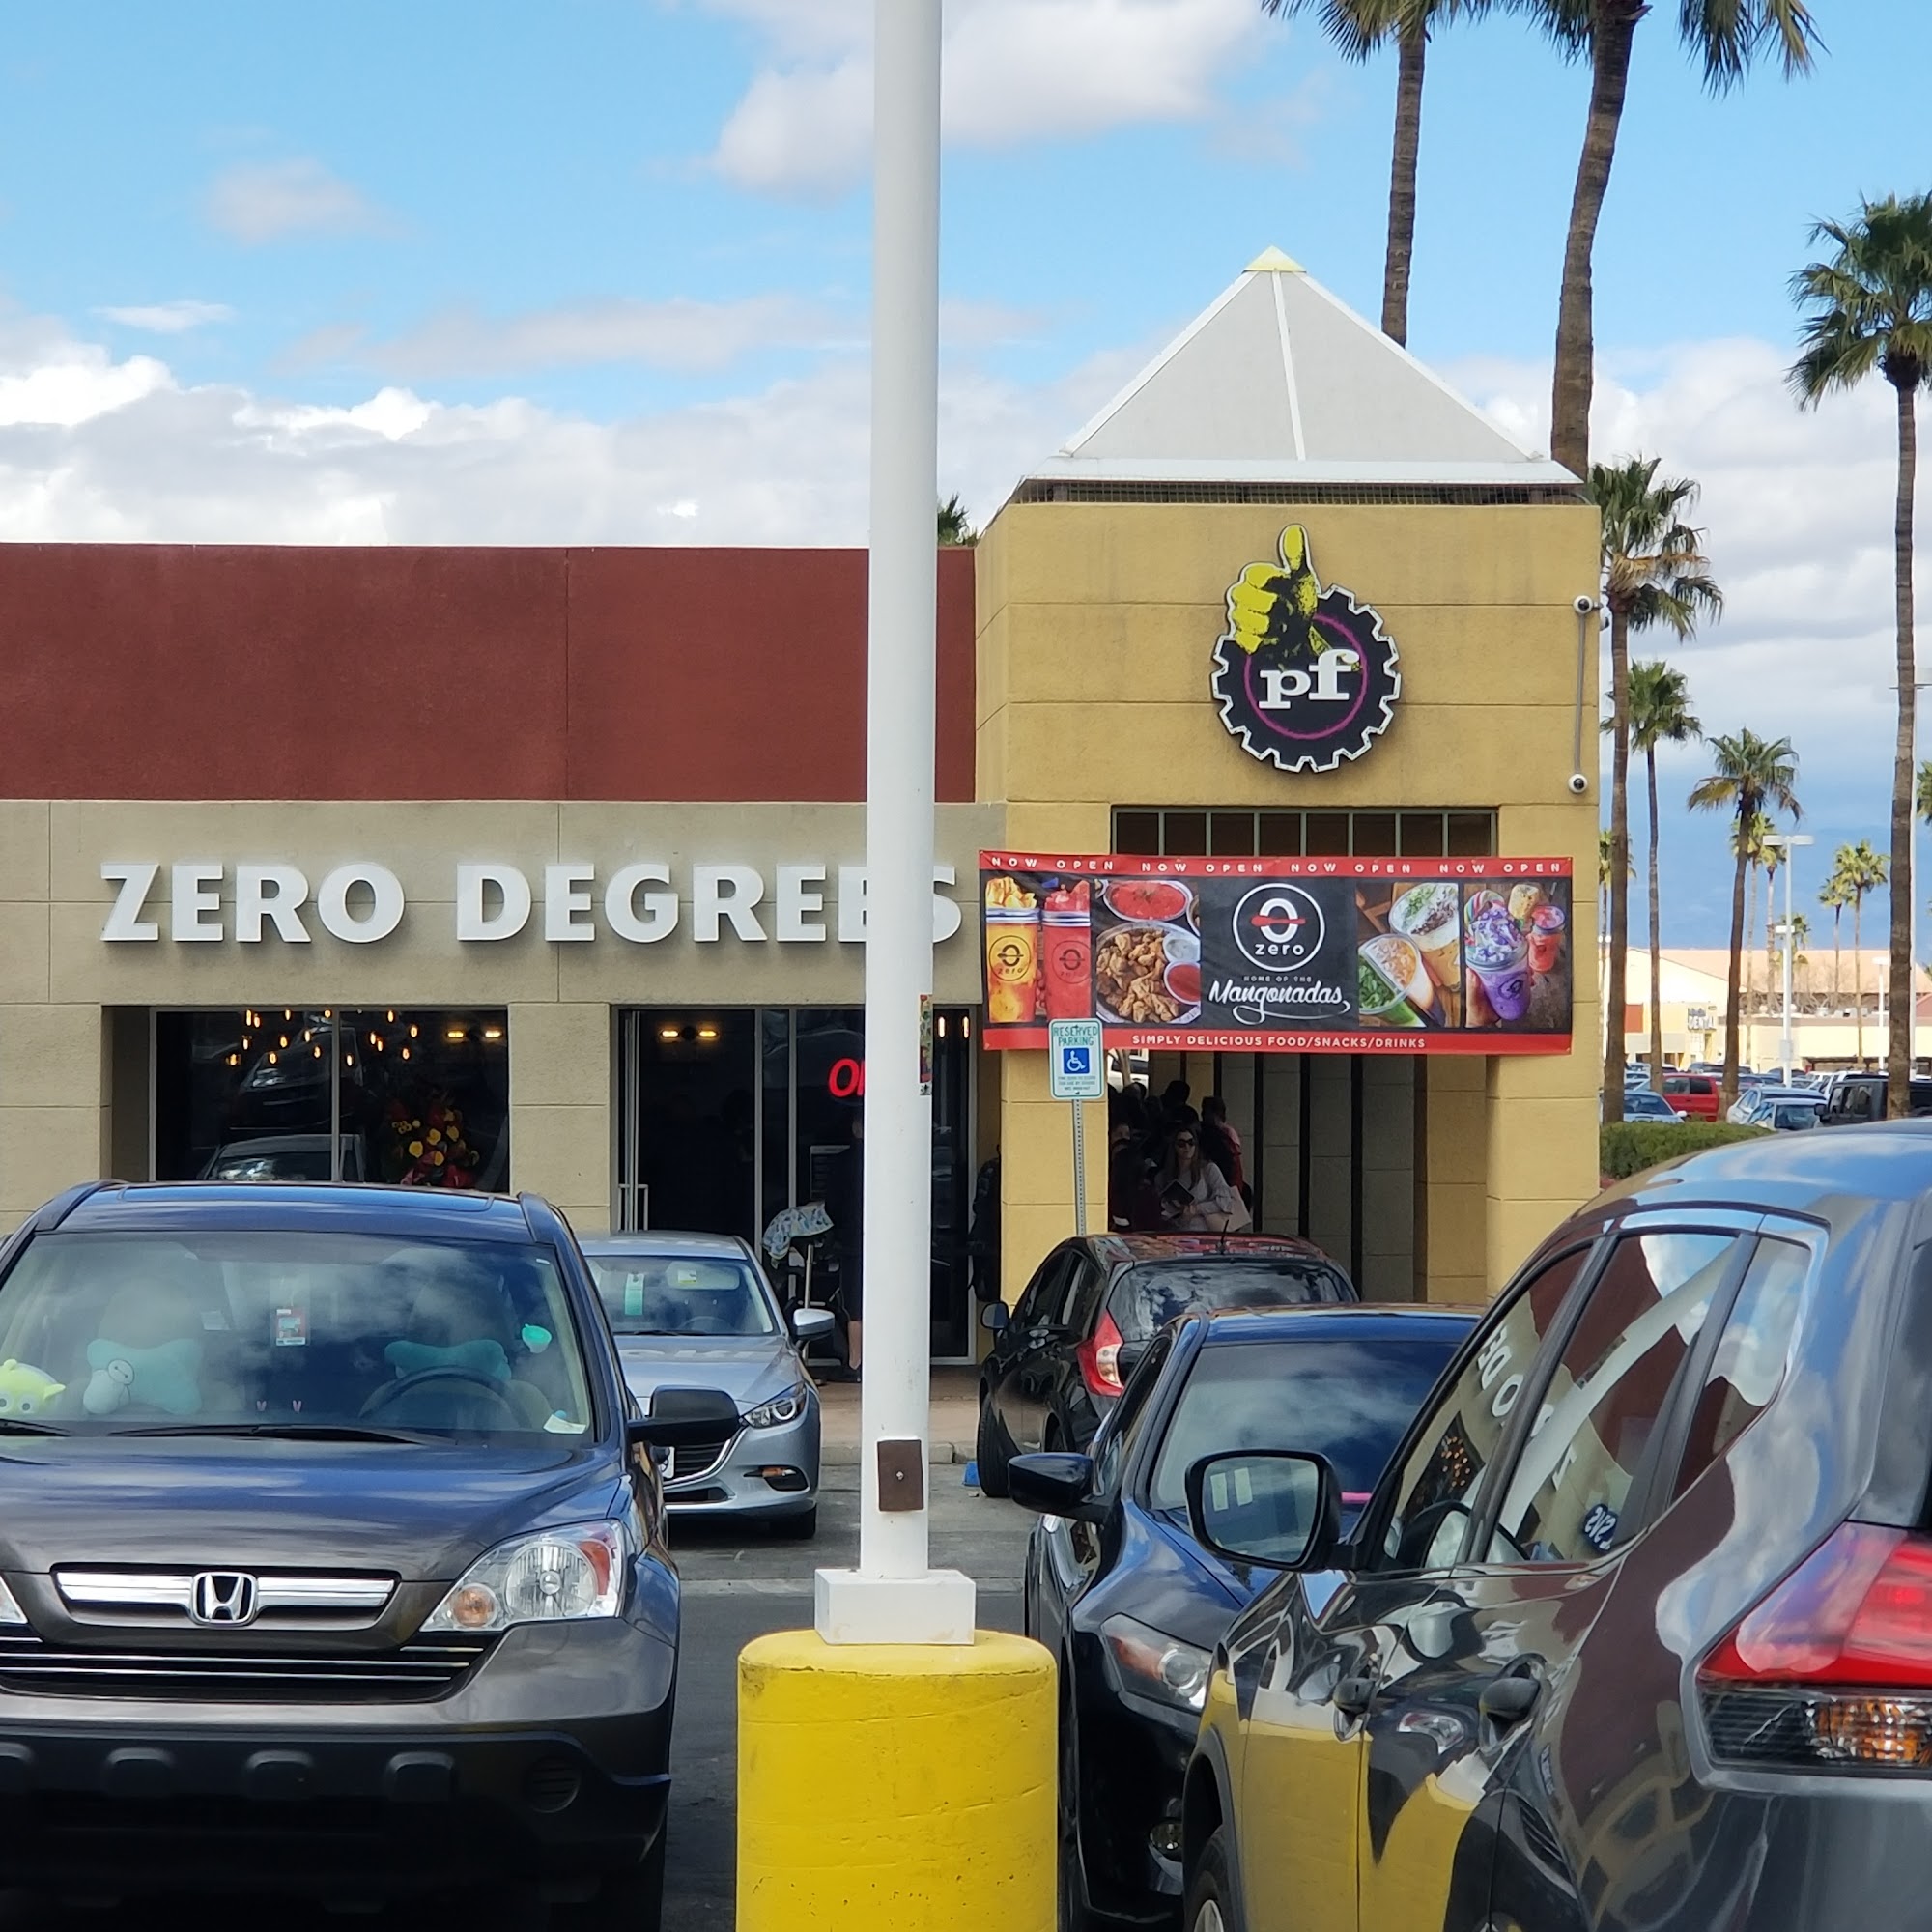 pf
ZERO DEGREES
NOW OPEN NOW OPEN NOW OPEN NOW OPEN
zero
HOME OF THE
Mangonadas
SIMPLY DELICIOUS FOOD/SNACKS/DRINKS
zero
RESERVED
PARKING
DENTAL